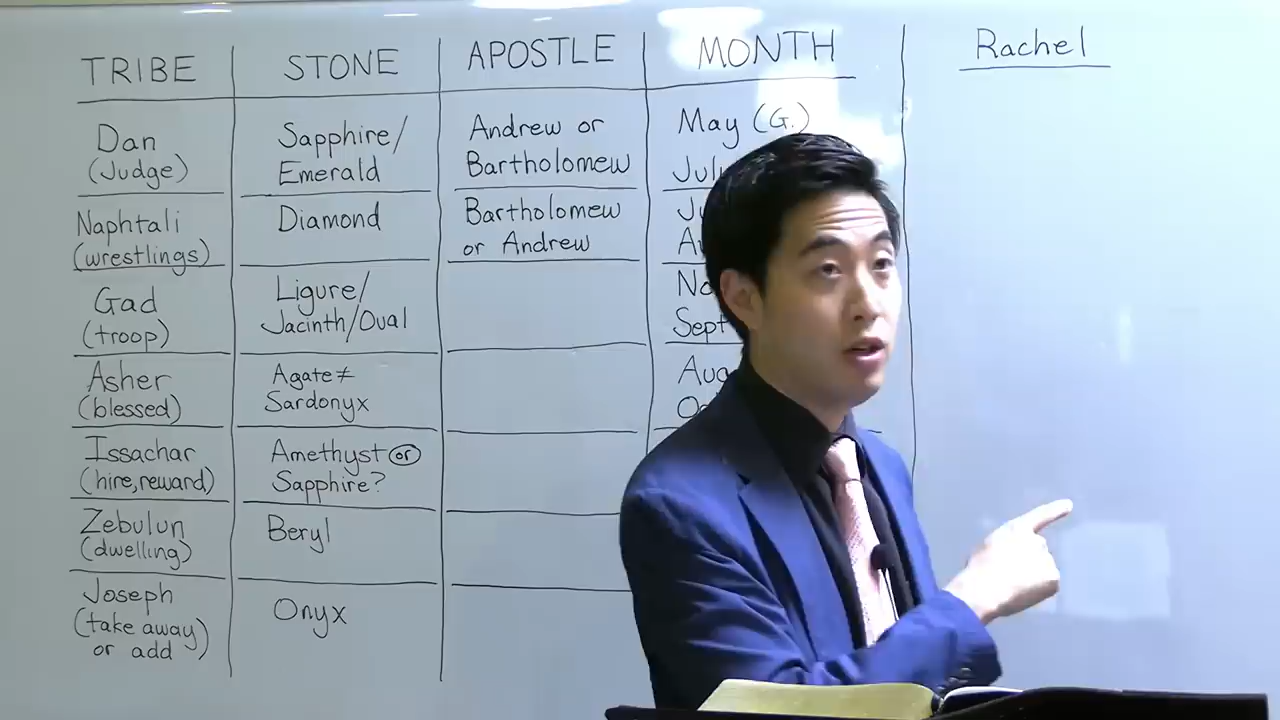 TRIBE STONE APOSTLE MONTH Rachel
Dan
(Judge)
Sapphire/
Emerald
Andrew or
Bartholomew
May (G.)
Naphtali
(wrestlings)
Diamond
Bartholomew
or Andrew
Gad
(troop)
Ligure/
Jacinth/Oval
Sept
Asher
(blessed)
Agate≠
Sardonyx
Aug
Issachar
(hire,reward)
Amethyst or
Sapphire?
Zebulun
(dwelling)
Beryl
Joseph
(take away
or add)
Onyx